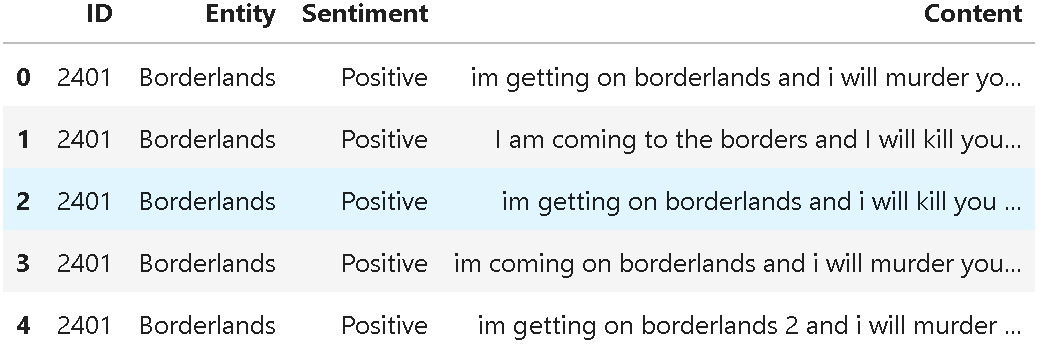 ID Entity Sentiment Content
0 2401 Borderlands Positive im getting on borderlands and i will murder yo...
1 2401 Borderlands Positive I am coming to the borders and I will kill you...
2 2401 Borderlands Positive im getting on borderlands and i will kill you ...
3 2401 Borderlands Positive im coming on borderlands and i will murder you...
4 2401 Borderlands Positive im getting on borderlands 2 and i will murder ...